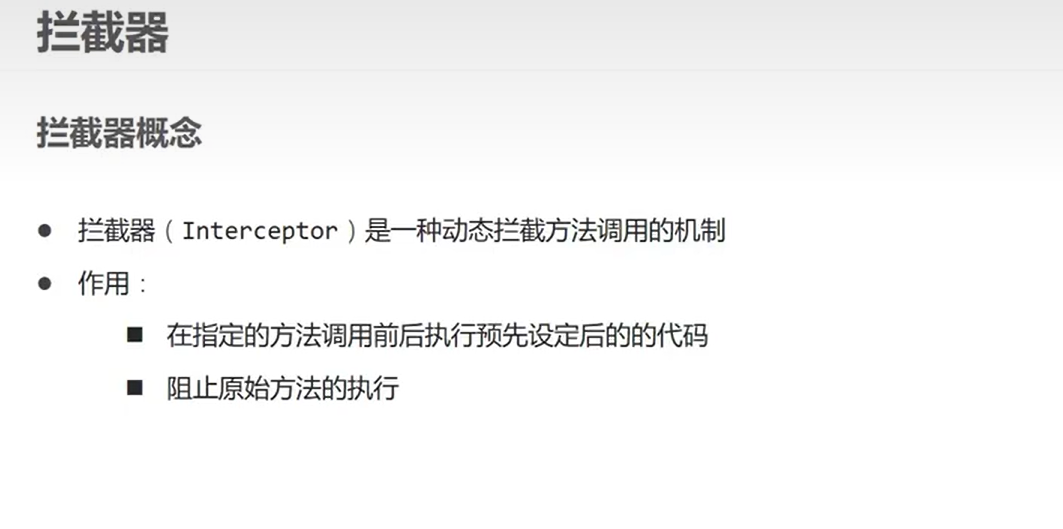 拦截器
拦截器概念
● 拦截器（Interceptor）是一种动态拦截方法调用的机制
● 作用：
■ 在指定的方法调用前后执行预先设定后的的代码
■ 阻止原始方法的执行